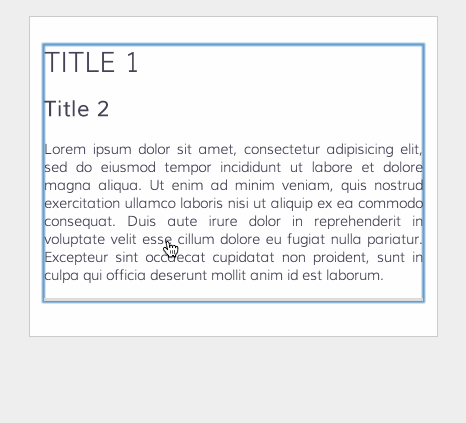 TITLE 1
Title 2
Lorem ipsum dolor sit amet, consectetur adipisicing elit,
sed do eiusmod tempor incididunt ut labore et dolore
magna aliqua. Ut enim ad minim veniam, quis nostrud
exercitation ullamco laboris nisi ut aliquip ex ea commodo
consequat. Duis aute irure dolor in reprehenderit in
voluptate velit esse cillum dolore eu fugiat nulla pariatur.
Excepteur sint occaecat cupidatat non proident, sunt in
culpa qui officia deserunt mollit anim id est laborum.